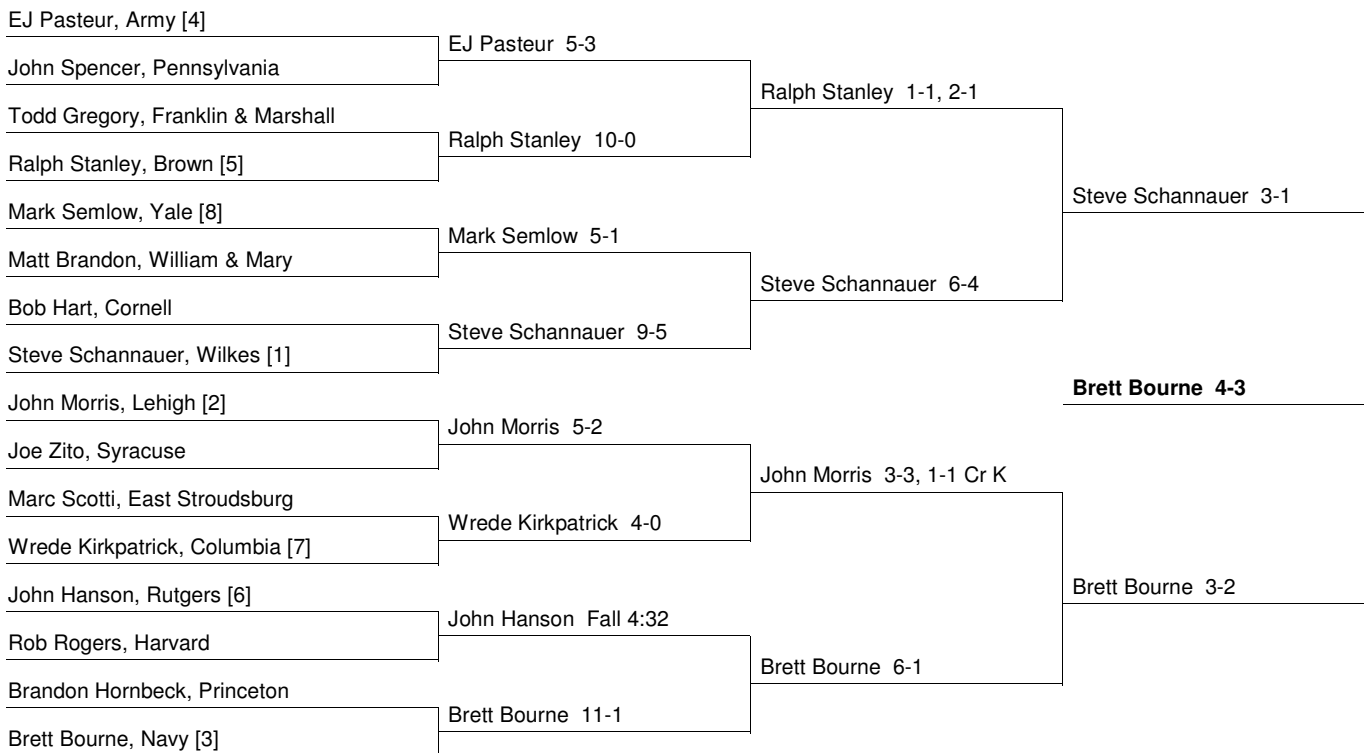 EJ Pasteur, Army [4]
John Spencer, Pennsylvania
Todd Gregory, Franklin & Marshall
Ralph Stanley, Brown [5]
Mark Semlow, Yale [8]
Matt Brandon, William & Mary
Bob Hart, Cornell
Steve Schannauer, Wilkes [1]
John Morris, Lehigh [2]
Joe Zito, Syracuse
Marc Scotti, East Stroudsburg
Wrede Kirkpatrick, Columbia [7]
John Hanson, Rutgers [6]
Rob Rogers, Harvard
Brandon Hornbeck, Princeton
Brett Bourne, Navy [3]
EJ Pasteur 5-3
Ralph Stanley 10-0
Mark Semlow 5-1
Steve Schannauer 9-5
John Morris 5-2
Wrede Kirkpatrick 4-0
John Hanson Fall 4:32
Brett Bourne 11-1
Ralph Stanley 1-1, 2-1
Steve Schannauer 6-4
John Morris 3-3, 1-1 Cr K
Brett Bourne 6-1
Steve Schannauer 3-1
Brett Bourne 4-3
Brett Bourne 3-2